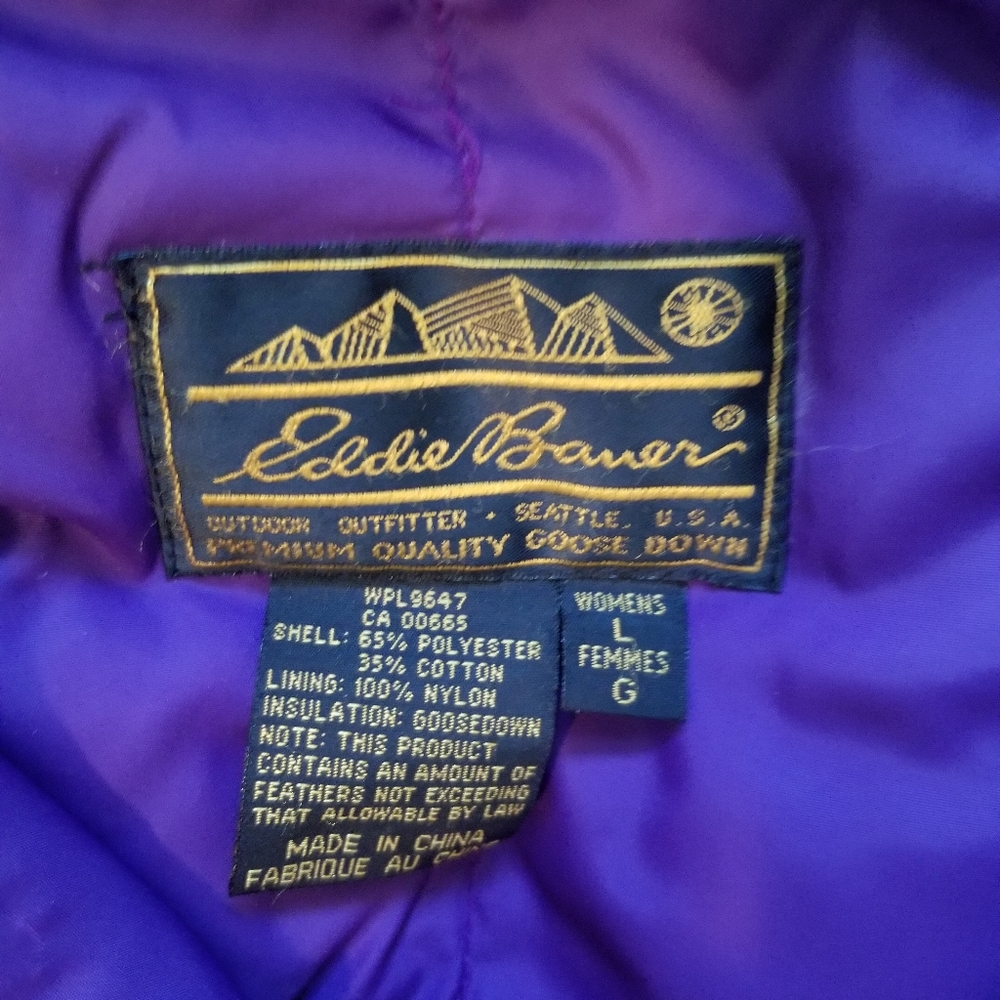 Eddie Bauer ®
OUTDOOR OUTFITTER · SEATTLE, U.S.A.
PREMIUM QUALITY GOOSE DOWN
WPL9647
CA 00665
SHELL: 65% POLYESTER
35% COTTON
LINING: 100% NYLON
INSULATION: GOOSEDOWN
NOTE: THIS PRODUCT
CONTAINS AN AMOUNT OF
FEATHERS NOT EXCEEDING
THAT ALLOWABLE BY LAW
MADE IN CHINA
FABRIQUE AU
WOMENS
L
FEMMES
G